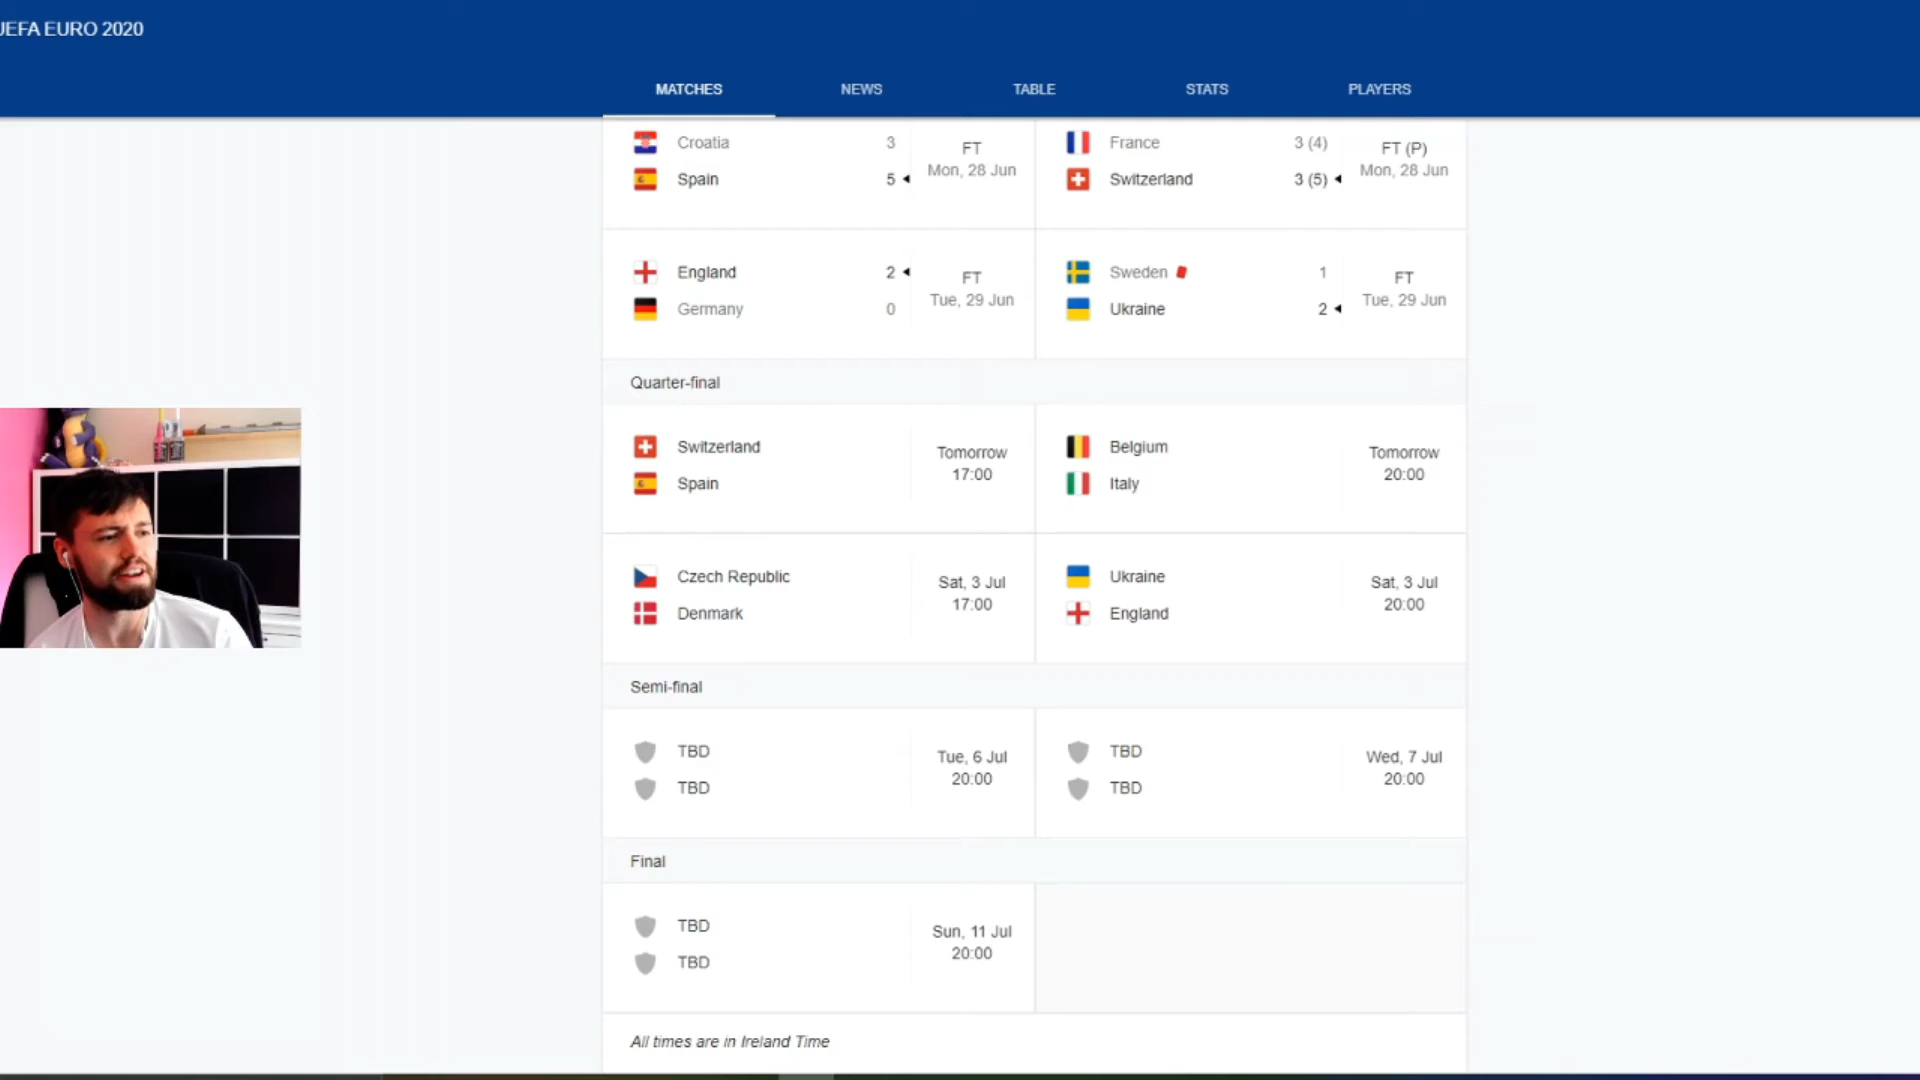 UEFA EURO 2020
MATCHES NEWS TABLE STATS PLAYERS
Croatia 3
Spain 5
FT
Mon, 28 Jun
France 3 (4)
Switzerland 3 (5)
FT (P)
Mon, 28 Jun
England 2
Germany 0
FT
Tue, 29 Jun
Sweden 1
Ukraine 2
FT
Tue, 29 Jun
Quarter-final
Switzerland
Spain
Tomorrow
17:00
Belgium
Italy
Tomorrow
20:00
Czech Republic
Denmark
Sat, 3 Jul
17:00
Ukraine
England
Sat, 3 Jul
20:00
Semi-final
TBD
TBD
Tue, 6 Jul
20:00
TBD
TBD
Wed, 7 Jul
20:00
Final
TBD
TBD
Sun, 11 Jul
20:00
All times are in Ireland Time